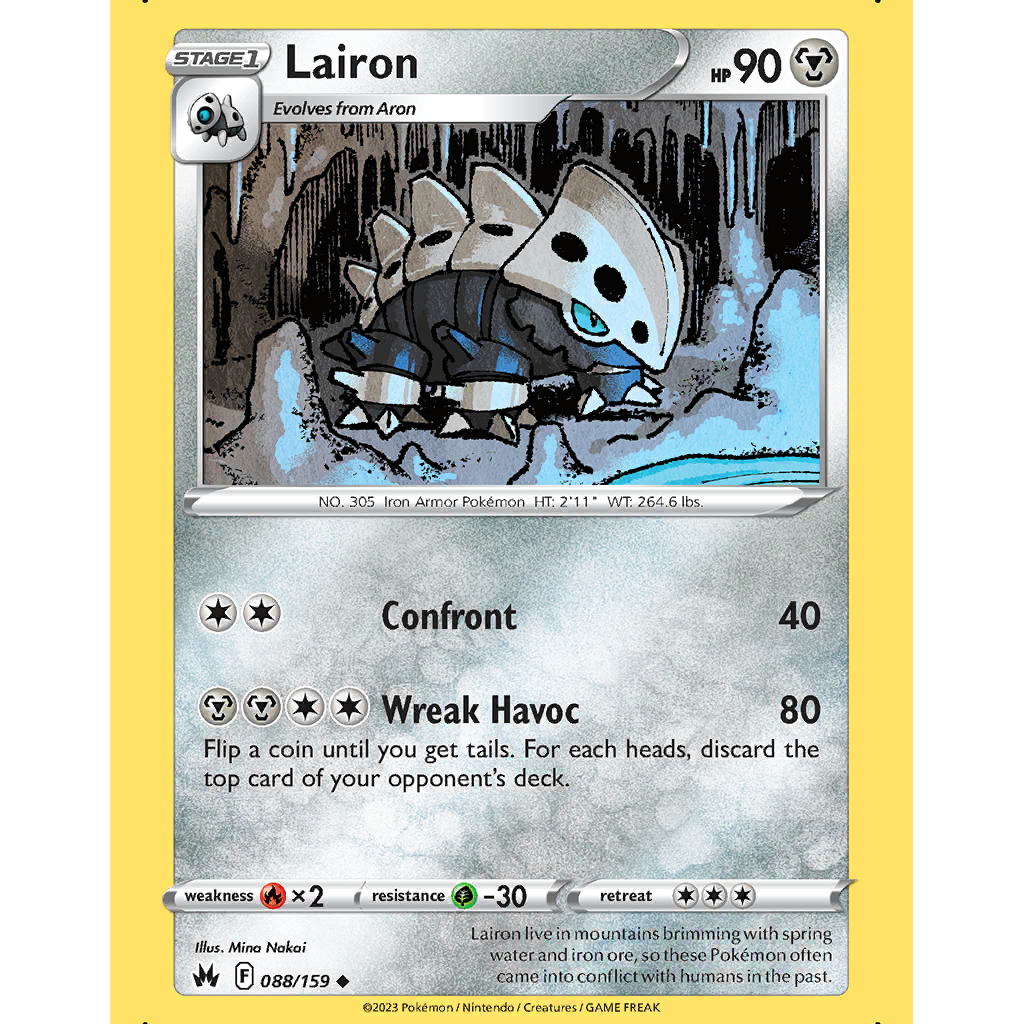 STAGE1
Lairon
HP 90
Evolves from Aron
NO. 305 Iron Armor Pokémon HT: 2'11" WT: 264.6 lbs.
Confront 40
Wreak Havoc 80
Flip a coin until you get tails. For each heads, discard the
top card of your opponent's deck.
weakness ×2 resistance -30 retreat
Illus. Mina Nakai
F 088/159
Lairon live in mountains brimming with spring
water and iron ore, so these Pokémon often
came into conflict with humans in the past.
©2023 Pokémon / Nintendo / Creatures / GAME FREAK